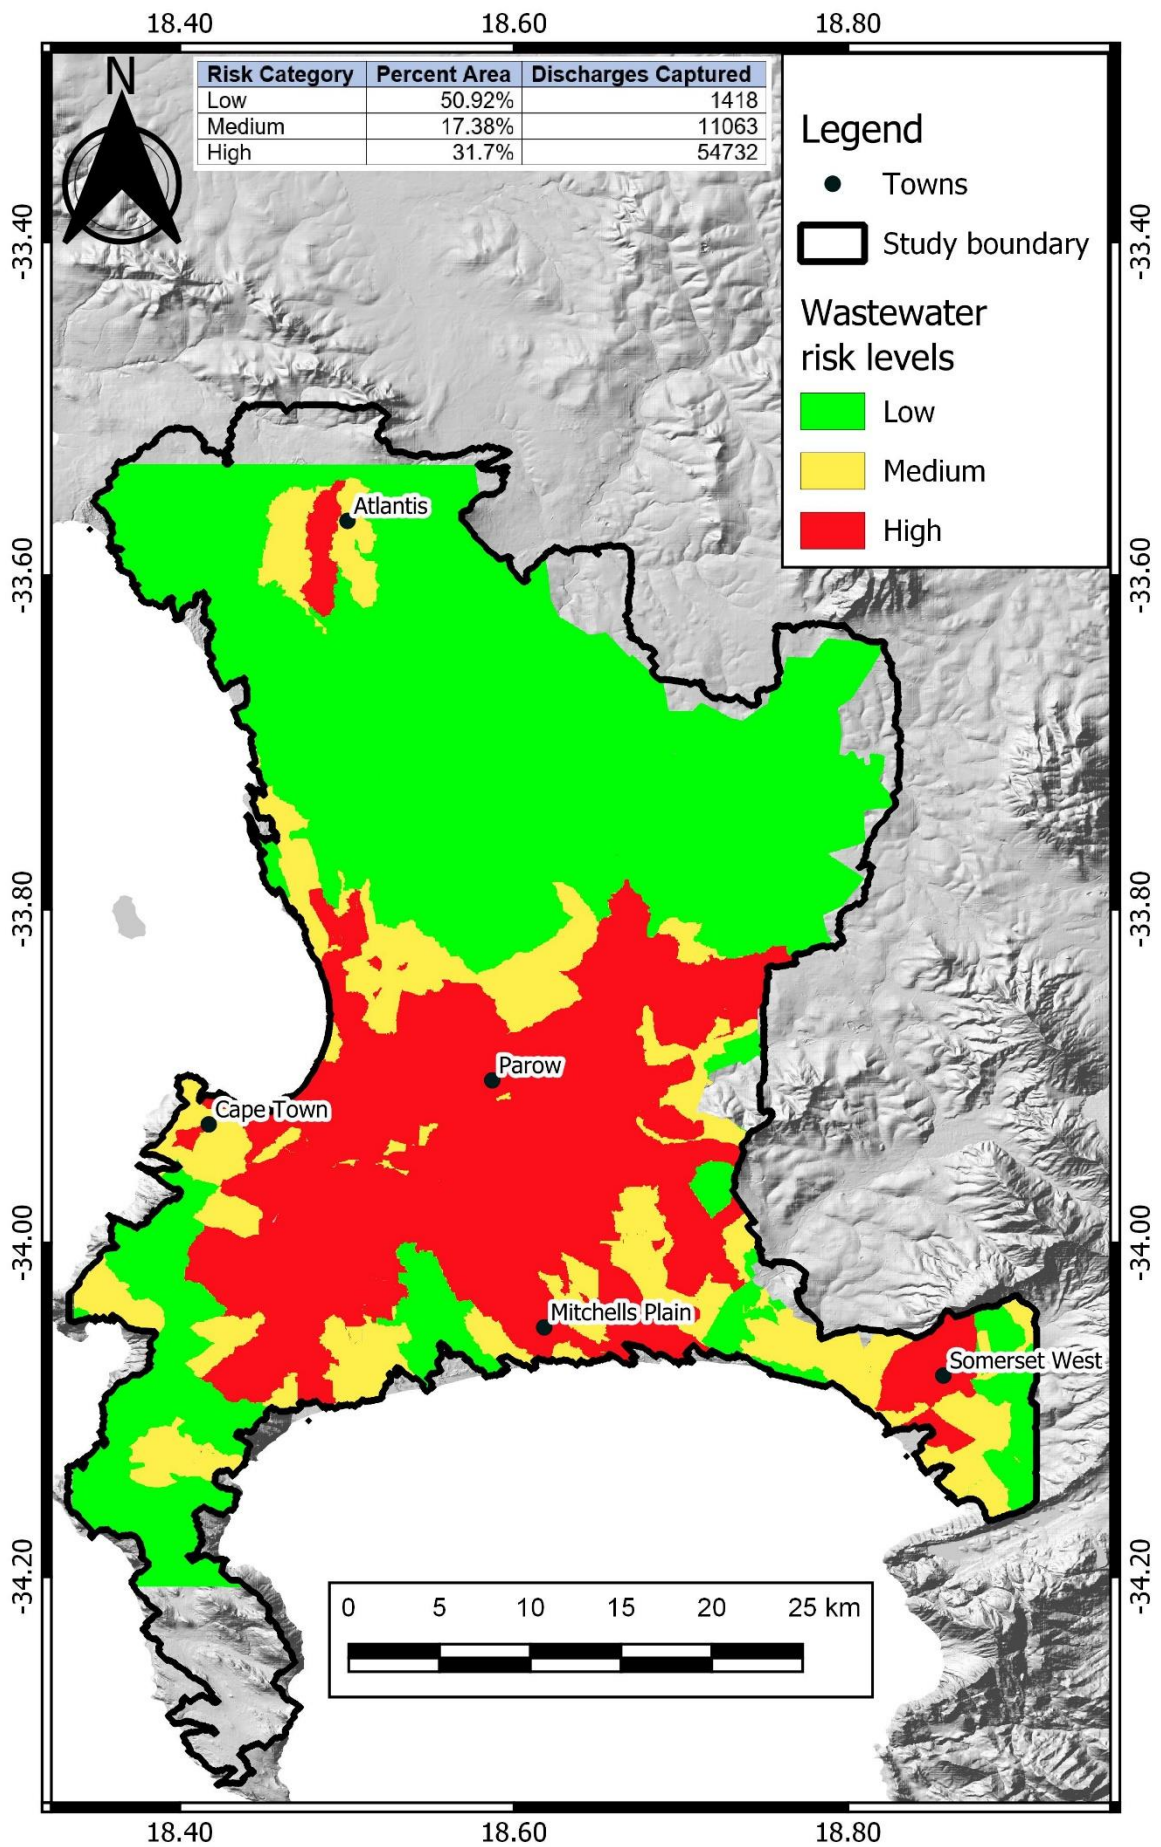 18.40 18.60 18.80
N
Risk Category Percent Area Discharges Captured
Low 50.92% 1418
Medium 17.38% 11063
High 31.7% 54732
Legend
Towns
Study boundary
Wastewater
risk levels
Low
Medium
High
-33.40 -33.40
Atlantis
-33.60 -33.60
-33.80 -33.80
Parow
Cape Town
-34.00 -34.00
Mitchells Plain
Somerset West
-34.20 -34.20
0 5 10 15 20 25 km
18.40 18.60 18.80